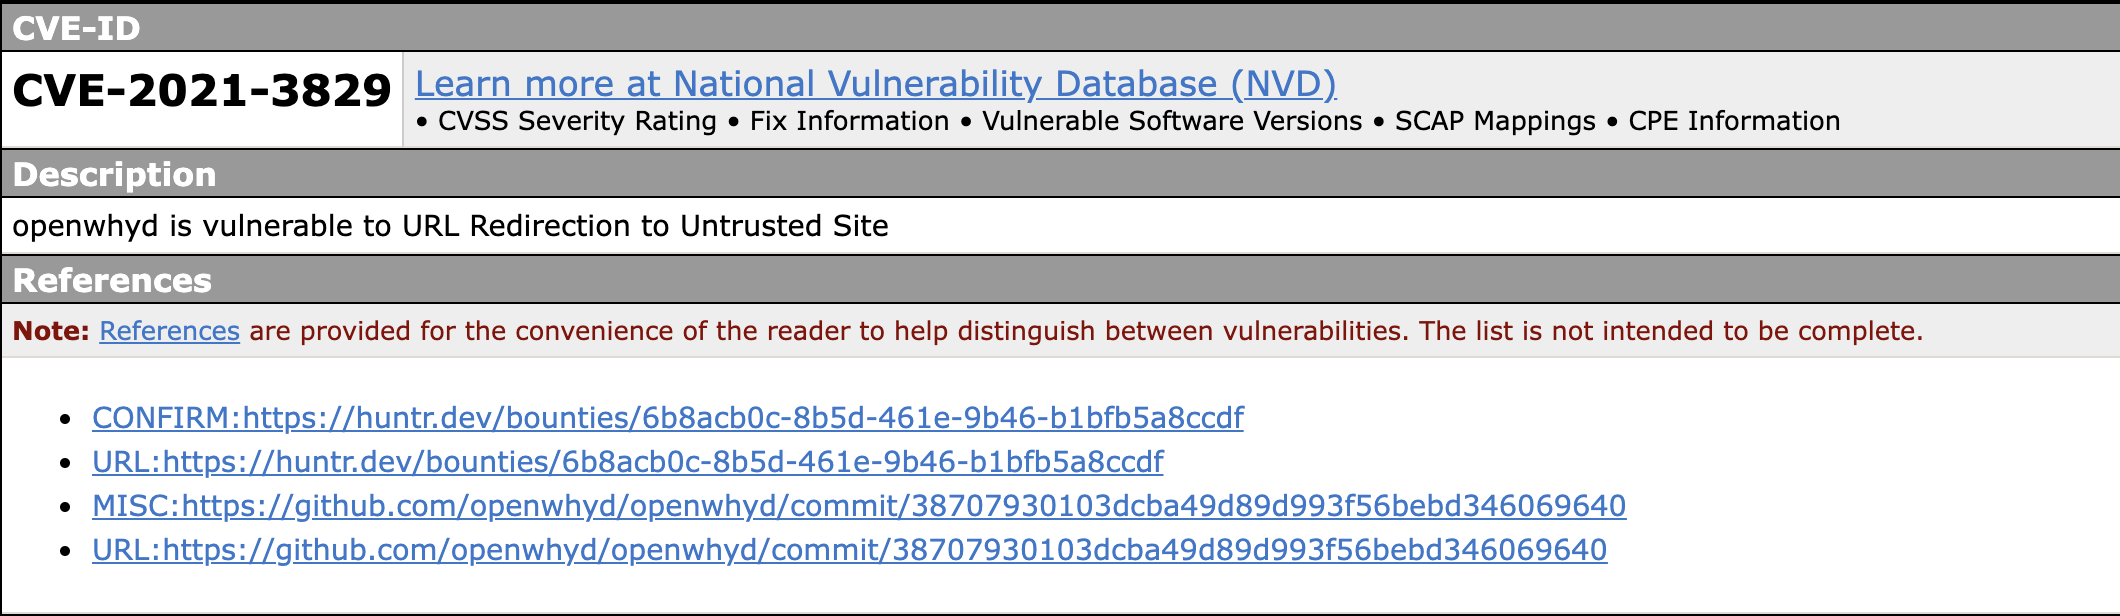 CVE-ID
CVE-2021-3829
Learn more at National Vulnerability Database (NVD)
• CVSS Severity Rating • Fix Information • Vulnerable Software Versions • SCAP Mappings • CPE Information
Description
openwhyd is vulnerable to URL Redirection to Untrusted Site
References
Note: References are provided for the convenience of the reader to help distinguish between vulnerabilities. The list is not intended to be complete.
• CONFIRM:https://huntr.dev/bounties/6b8acb0c-8b5d-461e-9b46-b1bfb5a8ccdf
• URL:https://huntr.dev/bounties/6b8acb0c-8b5d-461e-9b46-b1bfb5a8ccdf
• MISC:https://github.com/openwhyd/openwhyd/commit/38707930103dcba49d89d993f56bebd346069640
• URL:https://github.com/openwhyd/openwhyd/commit/38707930103dcba49d89d993f56bebd346069640